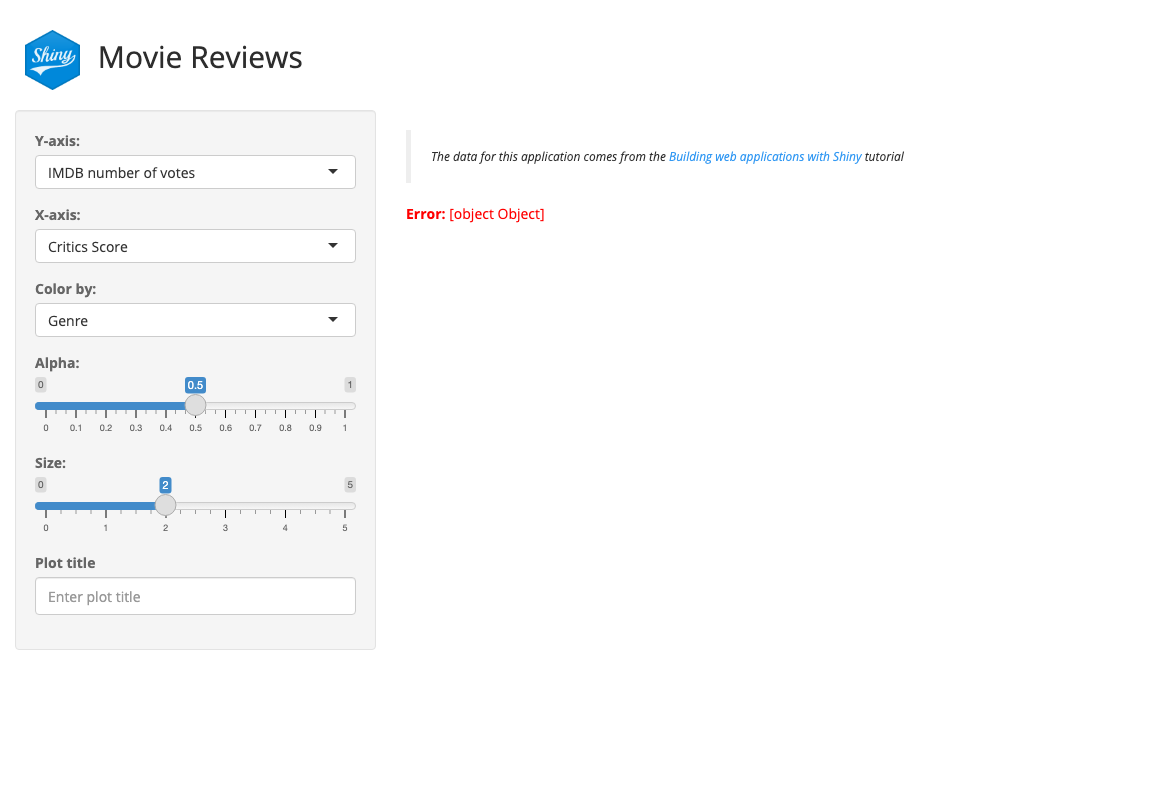 Shiny
Movie Reviews
Y-axis:
IMDB number of votes
X-axis:
Critics Score
Color by:
Genre
Alpha:
0 0.5 1
0 0.1 0.2 0.3 0.4 0.5 0.6 0.7 0.8 0.9 1
Size:
0 2 5
0 1 2 3 4 5
Plot title
Enter plot title
The data for this application comes from the Building web applications with Shiny tutorial
Error: [object Object]